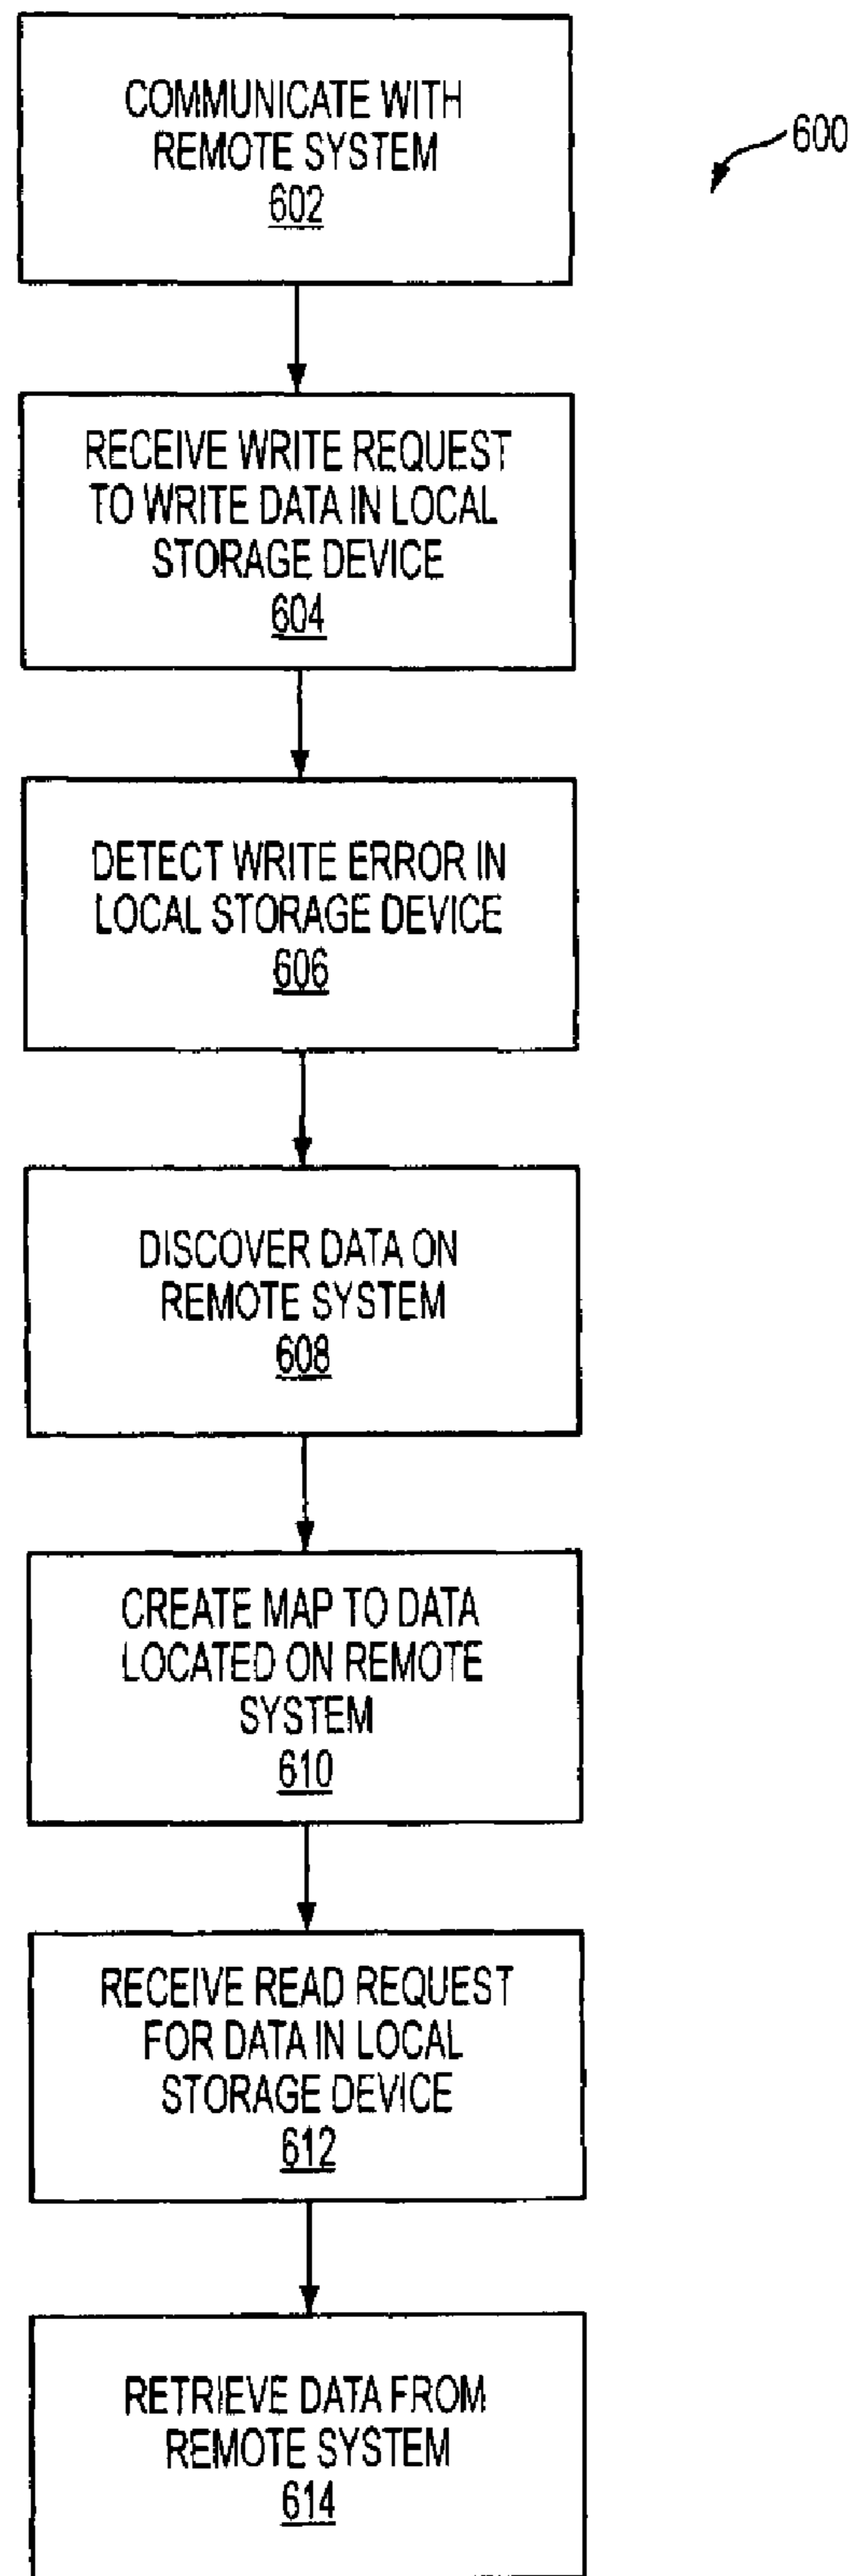 COMMUNICATE WITH
REMOTE SYSTEM
602
600
RECEIVE WRITE REQUEST
TO WRITE DATA IN LOCAL
STORAGE DEVICE
604
DETECT WRITE ERROR IN
LOCAL STORAGE DEVICE
606
DISCOVER DATA ON
REMOTE SYSTEM
608
CREATE MAP TO DATA
LOCATED ON REMOTE
SYSTEM
610
RECEIVE READ REQUEST
FOR DATA IN LOCAL
STORAGE DEVICE
612
RETRIEVE DATA FROM
REMOTE SYSTEM
614